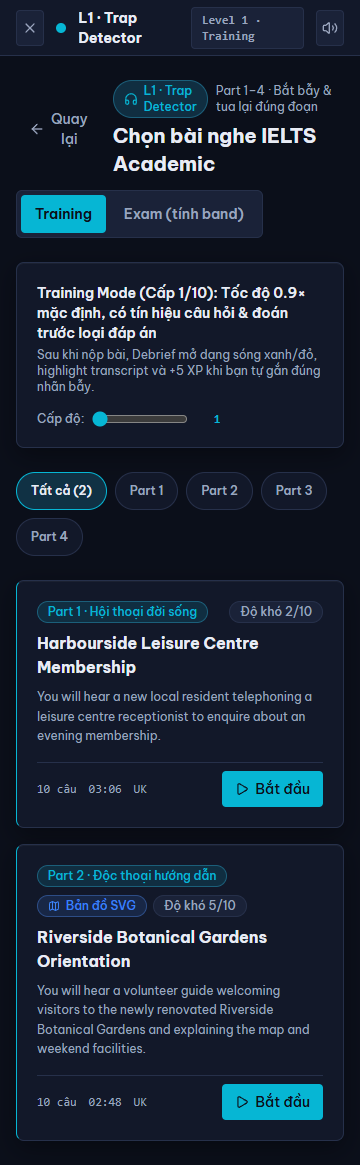 L1 · Trap
Detector
Level 1 ·
Training
Quay
lại
L1 · Trap
Detector
Part 1–4 · Bắt bẫy &
tua lại đúng đoạn
Chọn bài nghe IELTS
Academic
Training
Exam (tính band)
Training Mode (Cấp 1/10): Tốc độ 0.9×
mặc định, có tín hiệu câu hỏi & đoán
trước loại đáp án
Sau khi nộp bài, Debrief mở dạng sóng xanh/đỏ,
highlight transcript và +5 XP khi bạn tự gắn đúng
nhãn bẫy.
Cấp độ:
1
Tất cả (2)
Part 1
Part 2
Part 3
Part 4
Part 1 · Hội thoại đời sống
Độ khó 2/10
Harbourside Leisure Centre
Membership
You will hear a new local resident telephoning a
leisure centre receptionist to enquire about an
evening membership.
10 câu 03:06 UK
Bắt đầu
Part 2 · Độc thoại hướng dẫn
Bản đồ SVG
Độ khó 5/10
Riverside Botanical Gardens
Orientation
You will hear a volunteer guide welcoming
visitors to the newly renovated Riverside
Botanical Gardens and explaining the map and
weekend facilities.
10 câu 02:48 UK
Bắt đầu